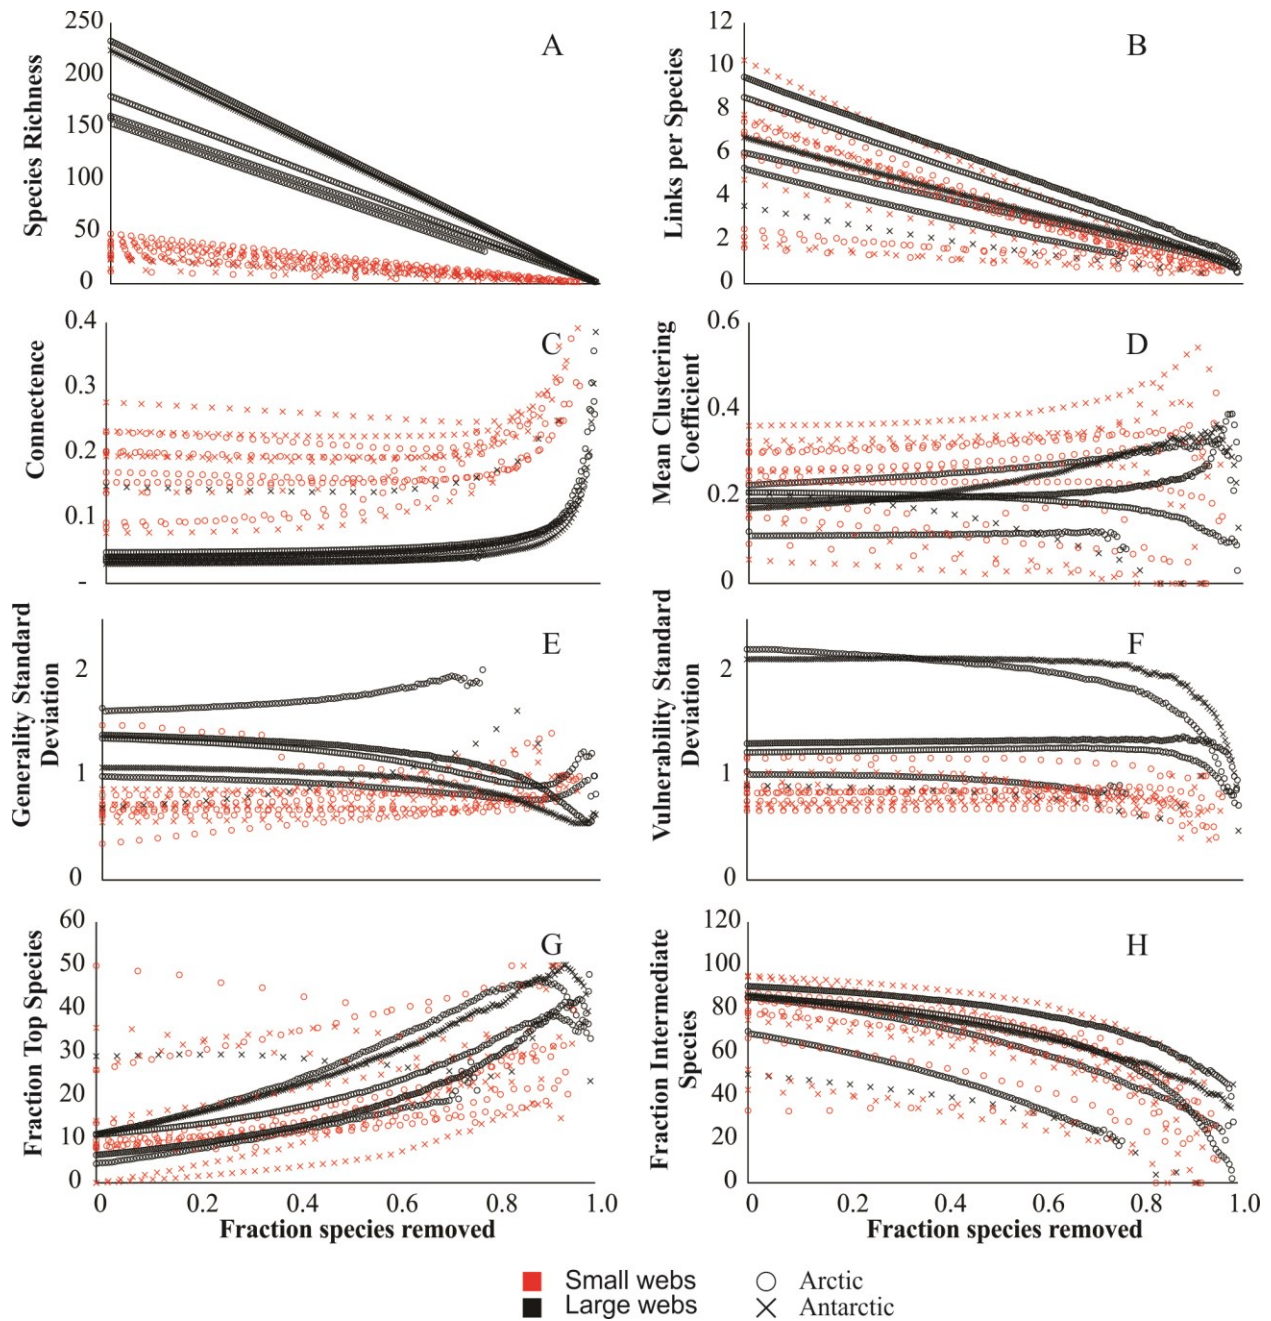 A
Species Richness
250
200
150
100
50
0
B
Links per Species
12
10
8
6
4
2
0
C
Connectence
0.4
0.3
0.2
0.1
-
D
Mean Clustering
Coefficient
0.6
0.4
0.2
0
E
Generality Standard
Deviation
2
1
0
F
Vulnerability Standard
Deviation
2
1
0
G
Fraction Top Species
60
50
40
30
20
10
0
0 0.2 0.4 0.6 0.8 1.0
Fraction species removed
H
Fraction Intermediate
Species
120
100
80
60
40
20
0
0 0.2 0.4 0.6 0.8 1.0
Fraction species removed
Small webs
Large webs
Arctic
Antarctic